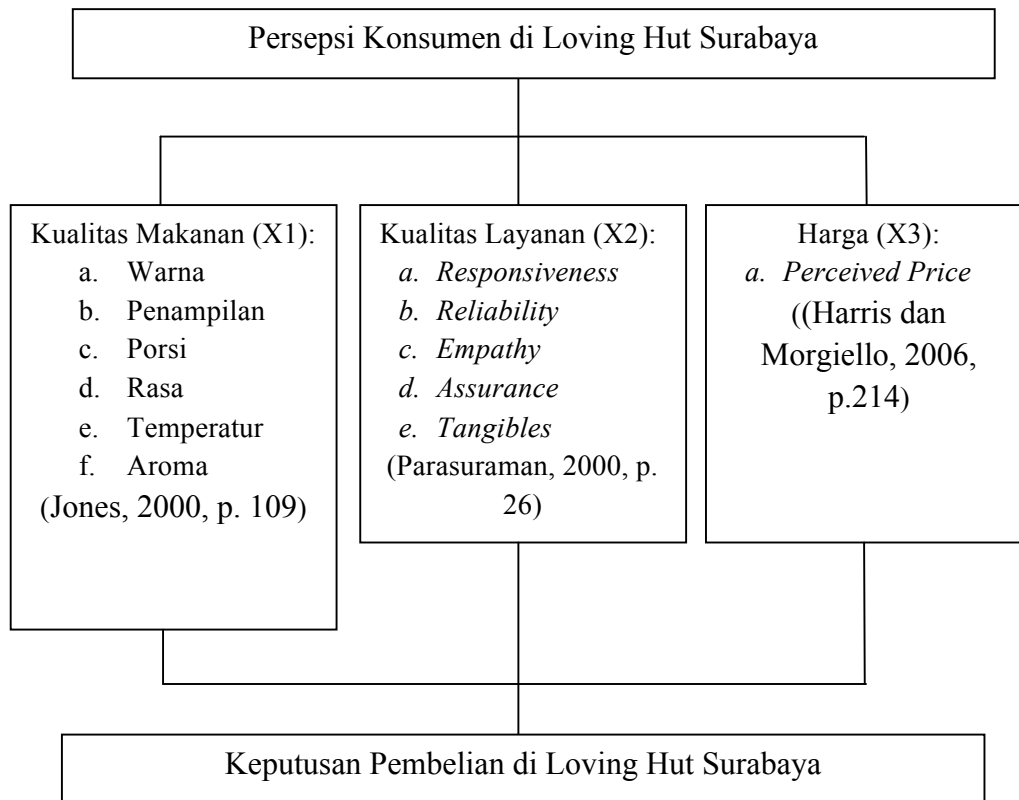 Persepsi Konsumen di Loving Hut Surabaya
Kualitas Makanan (X1):
a. Warna
b. Penampilan
c. Porsi
d. Rasa
e. Temperatur
f. Aroma
(Jones, 2000, p. 109)
Kualitas Layanan (X2):
a. Responsiveness
b. Reliability
c. Empathy
d. Assurance
e. Tangibles
(Parasuraman, 2000, p.
26)
Harga (X3):
a. Perceived Price
((Harris dan
Morgiello, 2006,
p.214)
Keputusan Pembelian di Loving Hut Surabaya